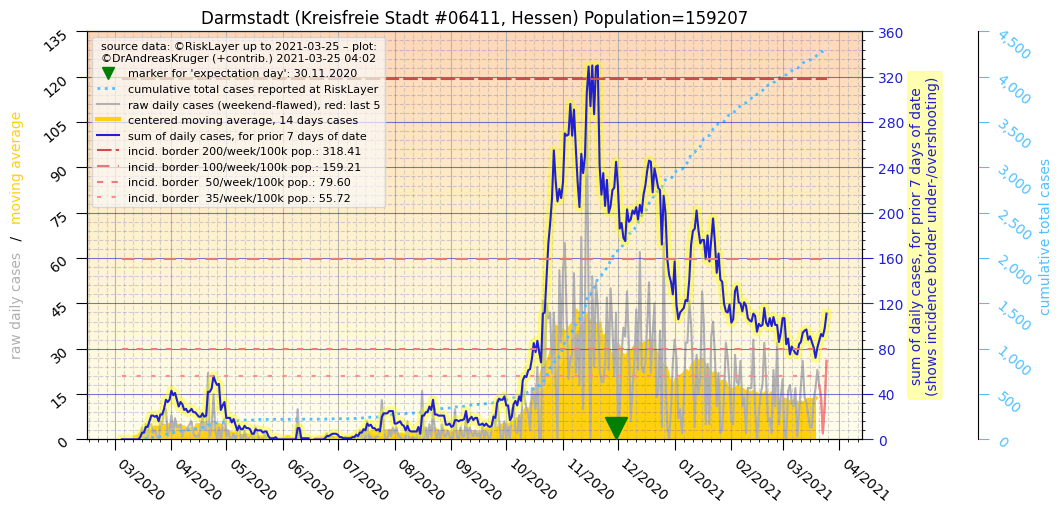 Darmstadt (Kreisfreie Stadt #06411, Hessen) Population=159207
source data: ©RiskLayer up to 2021-03-25 – plot:
©DrAndreasKruger (+contrib.) 2021-03-25 04:02
marker for 'expectation day': 30.11.2020
cumulative total cases reported at RiskLayer
raw daily cases (weekend-flawed), red: last 5
centered moving average, 14 days cases
sum of daily cases, for prior 7 days of date
incid. border 200/week/100k pop.: 318.41
incid. border 100/week/100k pop.: 159.21
incid. border  50/week/100k pop.: 79.60
incid. border  35/week/100k pop.: 55.72
raw daily cases  /  moving average
135
120
105
90
75
60
45
30
15
0
03/2020
04/2020
05/2020
06/2020
07/2020
08/2020
09/2020
10/2020
11/2020
12/2020
01/2021
02/2021
03/2021
04/2021
360
320
280
240
200
160
120
80
40
0
sum of daily cases, for prior 7 days of date
(shows incidence border under-/overshooting)
4,500
4,000
3,500
3,000
2,500
2,000
1,500
1,000
500
0
cumulative total cases